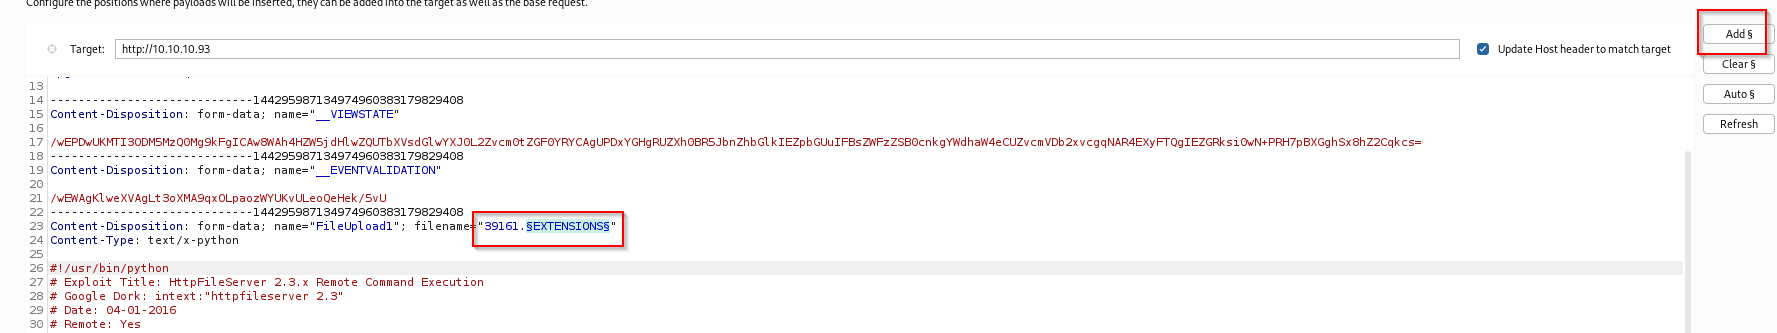 Configure the positions where payloads will be inserted, they can be added into the target as well as the base request.
Target: http://10.10.10.93 Update Host header to match target
Add §
Clear §
Auto §
Refresh
13
14 -----------------------------144295987134974960383179829408
15 Content-Disposition: form-data; name="__VIEWSTATE"
16
17
18 -----------------------------144295987134974960383179829408
19 Content-Disposition: form-data; name="__EVENTVALIDATION"
20
21 /wEWAgKlweXVAgLt3oXMA9qxOLpaozWYUKvULeoQeHek/5vU
22 -----------------------------144295987134974960383179829408
23 Content-Disposition: form-data; name="FileUpload1"; filename="39161.§EXTENSIONS§"
24 Content-Type: text/x-python
25
26 #!/usr/bin/python
27 # Exploit Title: HttpFileServer 2.3.x Remote Command Execution
28 # Google Dork: intext:"httpfileserver 2.3"
29 # Date: 04-01-2016
30 # Remote: Yes